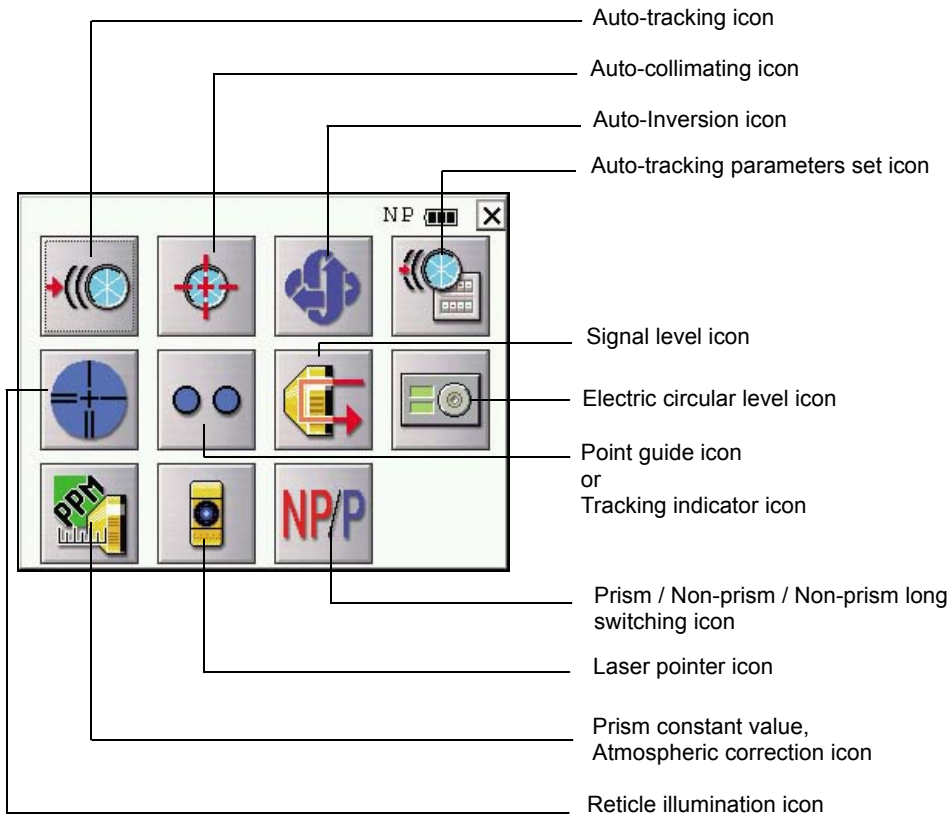 Auto-tracking icon
Auto-collimating icon
Auto-Inversion icon
Auto-tracking parameters set icon
NP
Signal level icon
Electric circular level icon
Point guide icon
or
Tracking indicator icon
PPM
NP/P
Prism / Non-prism / Non-prism long
switching icon
Laser pointer icon
Prism constant value,
Atmospheric correction icon
Reticle illumination icon